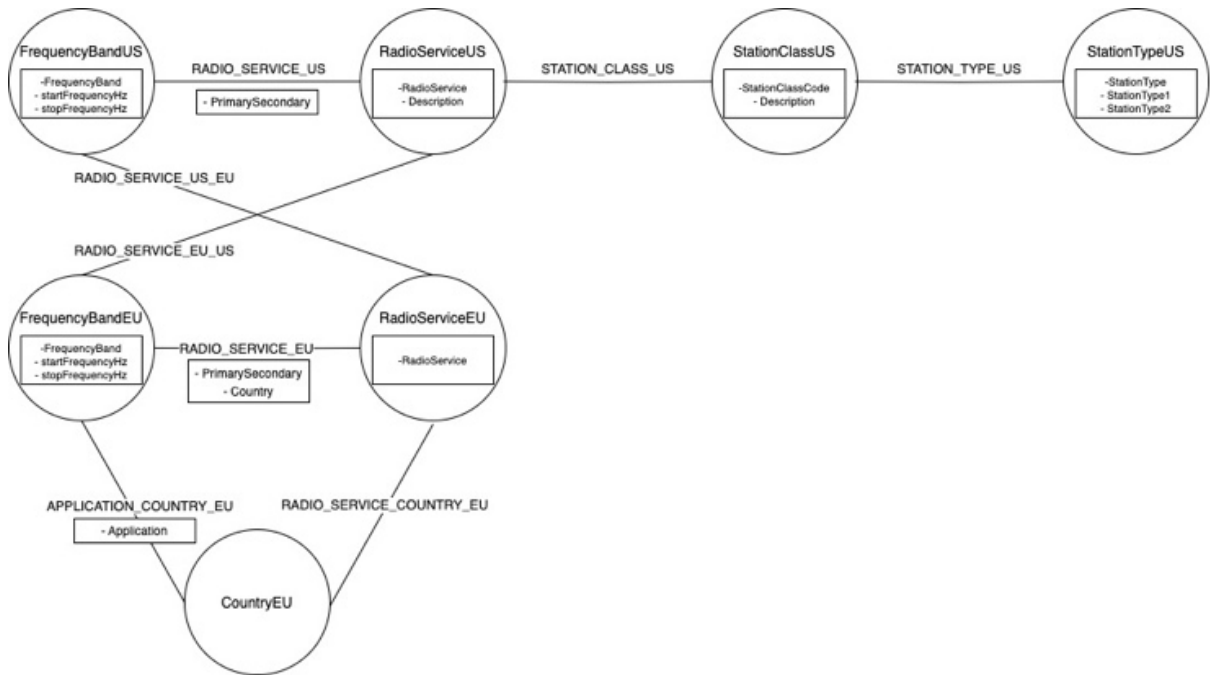 FrequencyBandUS
-FrequencyBand
- startFrequencyHz
- stopFrequencyHz
RADIO_SERVICE_US
- PrimarySecondary
RadioServiceUS
-RadioService
- Description
STATION_CLASS_US
StationClassUS
-StationClassCode
- Description
STATION_TYPE_US
StationTypeUS
-StationType
- StationType1
- StationType2
RADIO_SERVICE_US_EU
RADIO_SERVICE_EU_US
FrequencyBandEU
-FrequencyBand
- startFrequencyHz
- stopFrequencyHz
RADIO_SERVICE_EU
- PrimarySecondary
- Country
RadioServiceEU
-RadioService
APPLICATION_COUNTRY_EU
- Application
RADIO_SERVICE_COUNTRY_EU
CountryEU